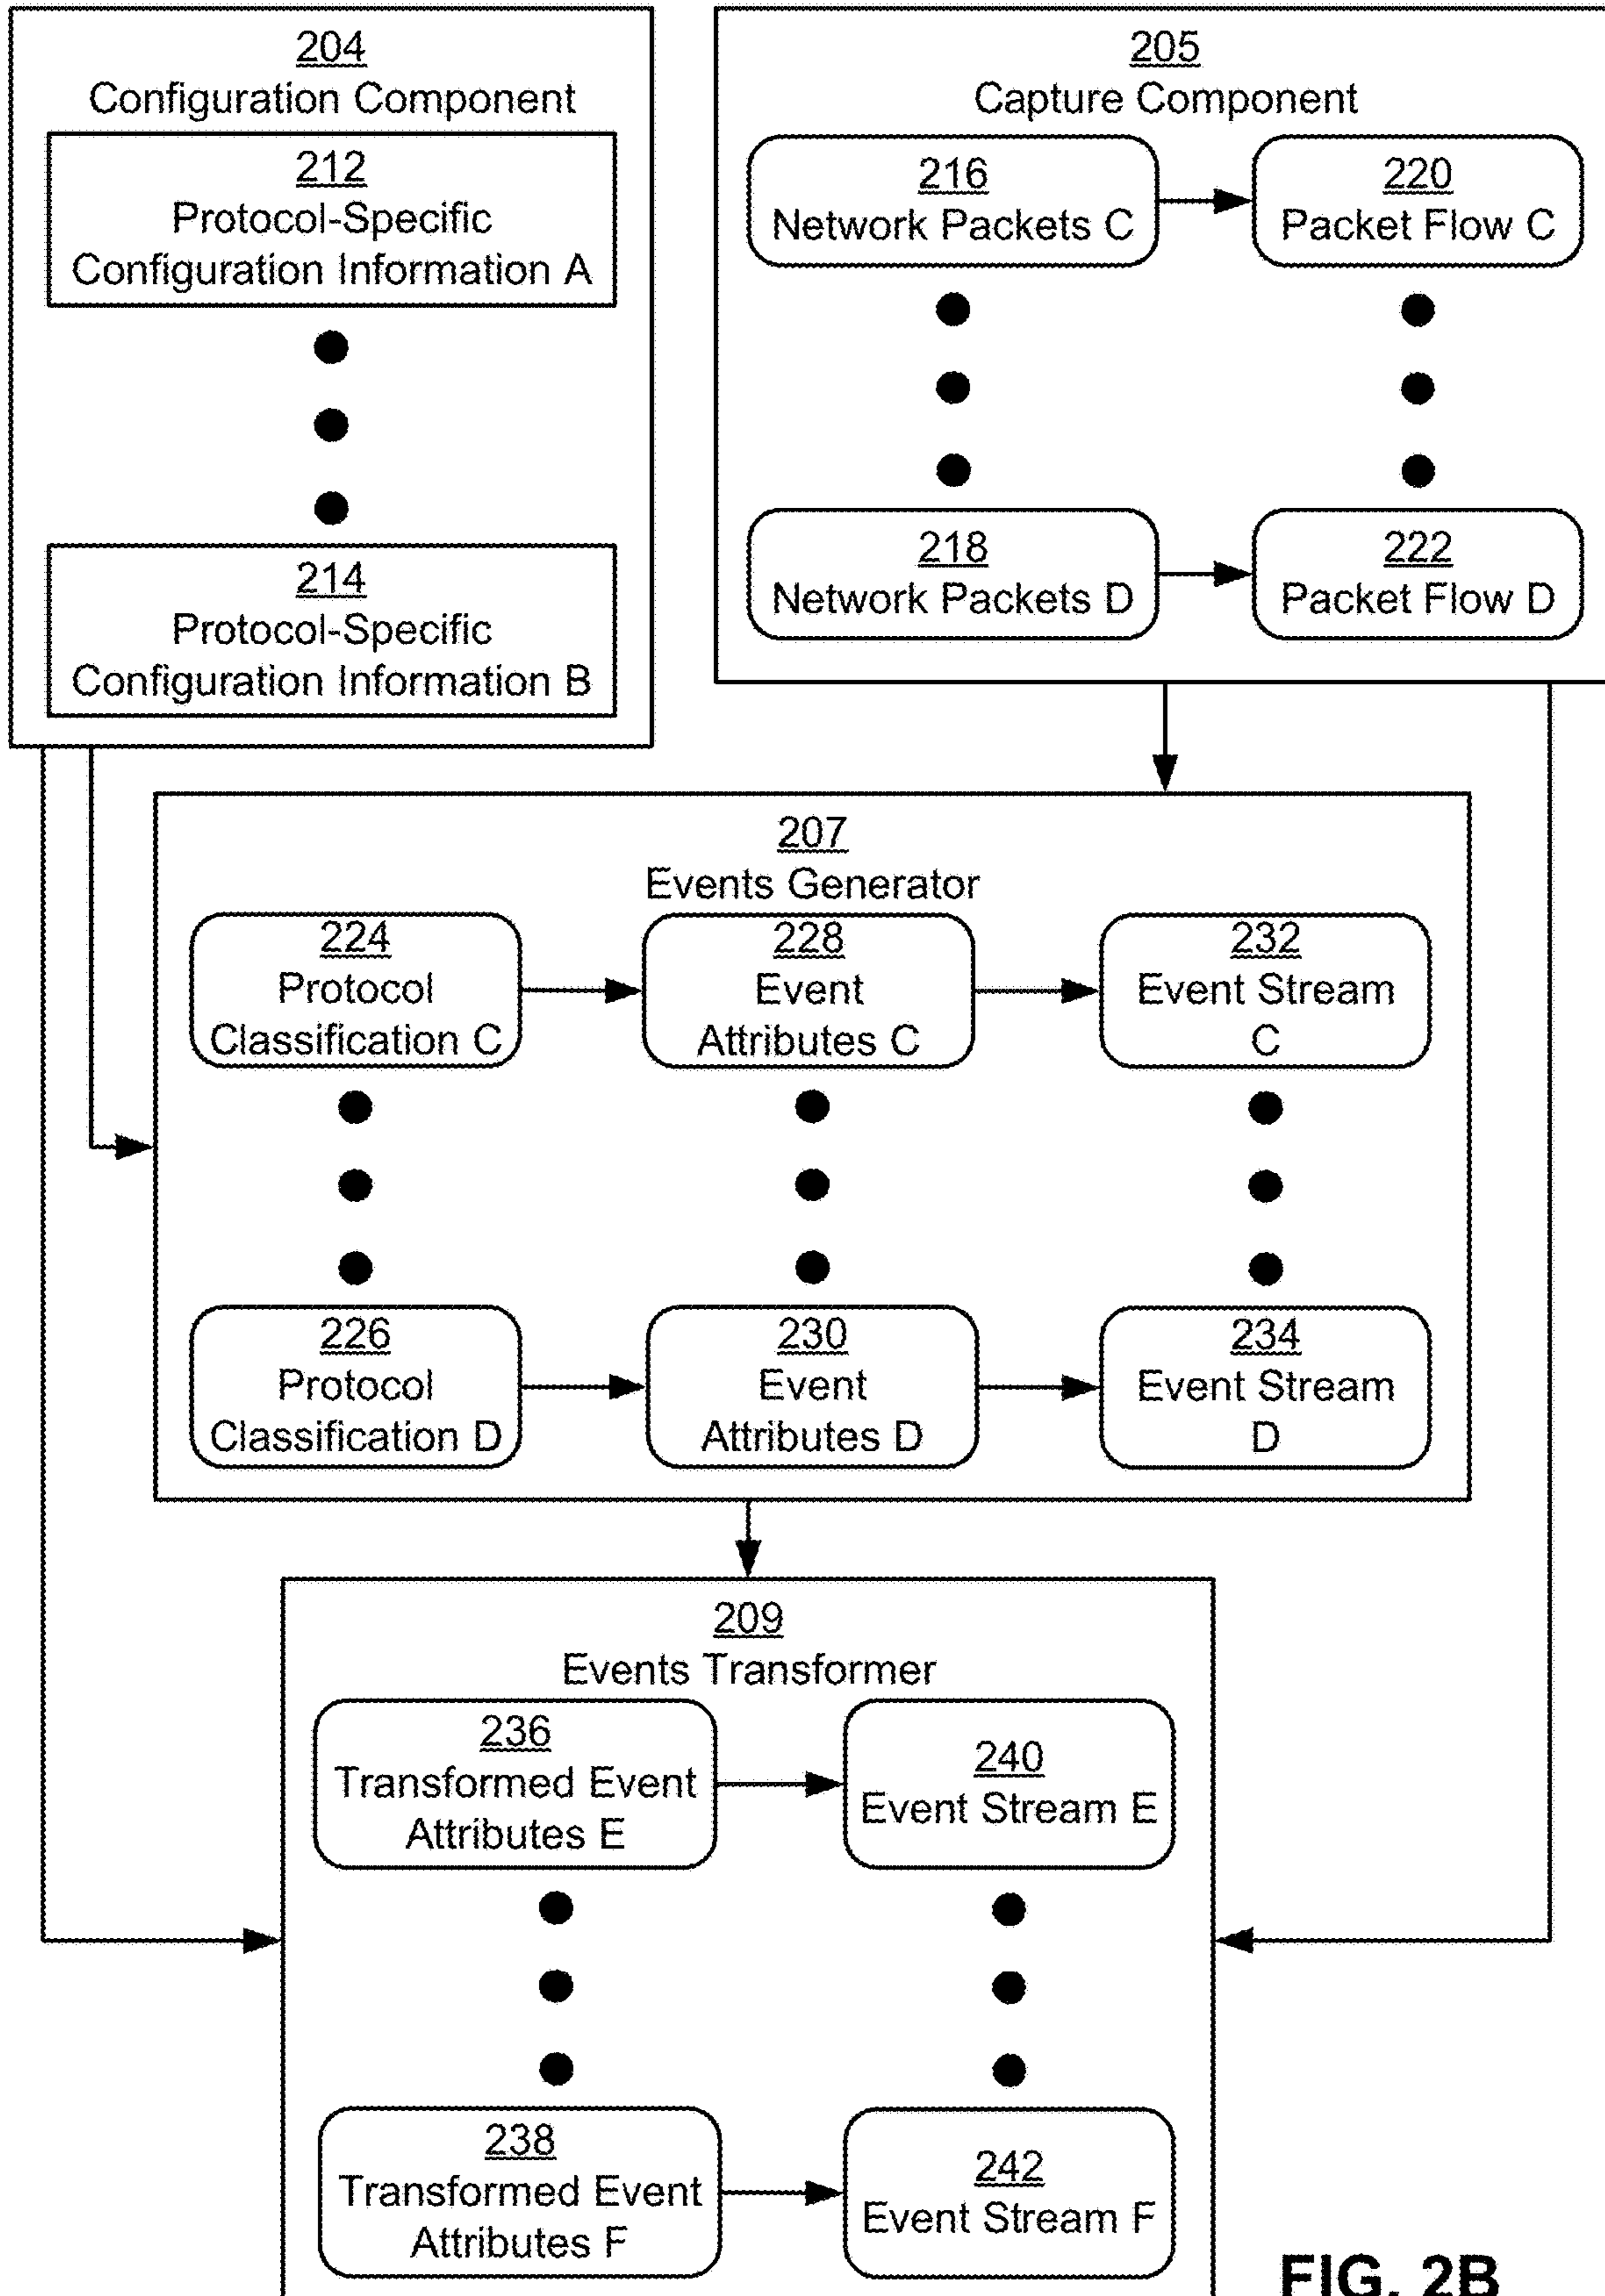 204
Configuration Component
212
Protocol-Specific
Configuration Information A
214
Protocol-Specific
Configuration Information B
205
Capture Component
216
Network Packets C
220
Packet Flow C
218
Network Packets D
222
Packet Flow D
207
Events Generator
224
Protocol
Classification C
228
Event
Attributes C
232
Event Stream
C
226
Protocol
Classification D
230
Event
Attributes D
234
Event Stream
D
209
Events Transformer
236
Transformed Event
Attributes E
240
Event Stream E
238
Transformed Event
Attributes F
242
Event Stream F
FIG. 2B